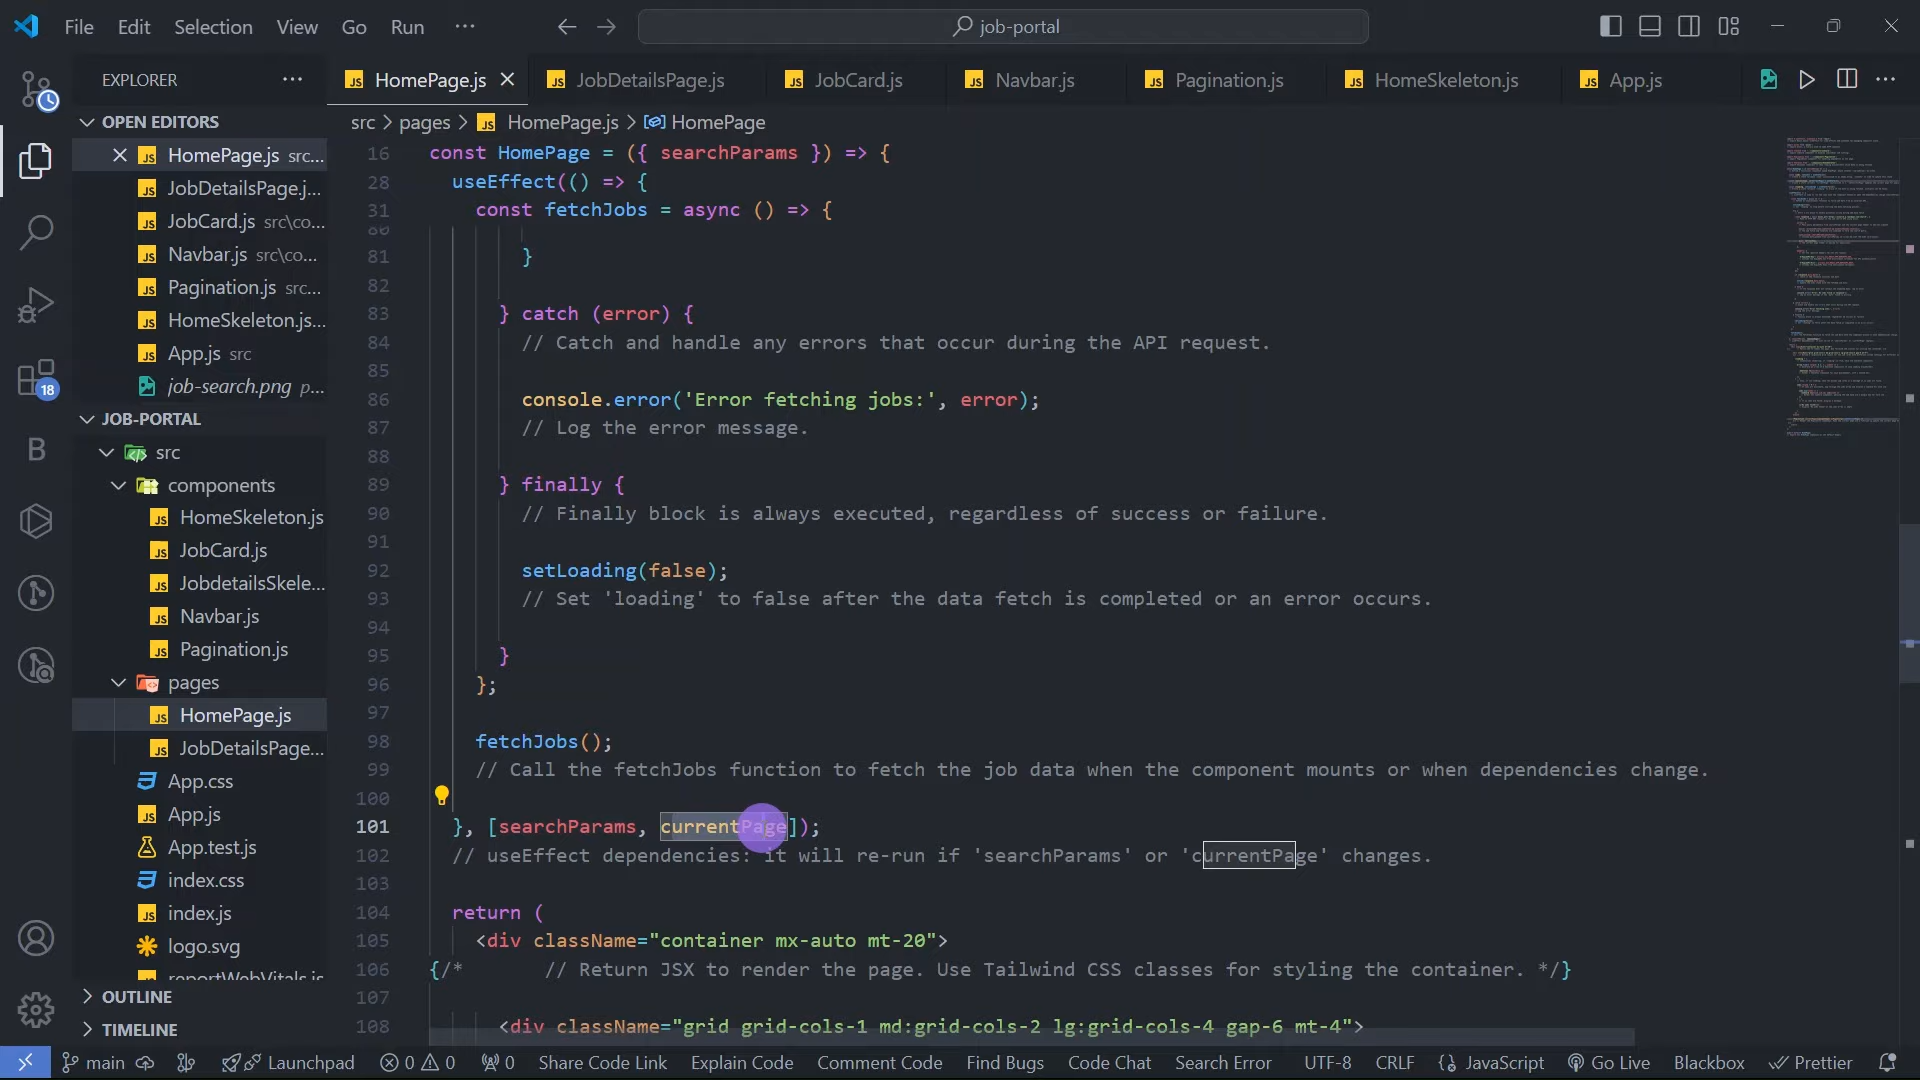 File Edit Selection View Go Run ··· job-portal
EXPLORER ···
HomePage.js JobDetailsPage.js JobCard.js Navbar.js Pagination.js HomeSkeleton.js App.js ···
OPEN EDITORS
HomePage.js src...
JobDetailsPage.j...
JobCard.js src\co...
Navbar.js src\co...
Pagination.js src...
HomeSkeleton.js...
App.js src
job-search.png p...
JOB-PORTAL
src
components
HomeSkeleton.js
JobCard.js
JobdetailsSkele...
Navbar.js
Pagination.js
pages
HomePage.js
JobDetailsPage...
App.css
App.js
App.test.js
index.css
index.js
logo.svg
reportWebVitals.js
OUTLINE
TIMELINE
18
B
src > pages > JS HomePage.js > HomePage
16 const HomePage = ({ searchParams }) => {
28 useEffect(() => {
31 const fetchJobs = async () => {
81 }
82
83 } catch (error) {
84 // Catch and handle any errors that occur during the API request.
85
86 console.error('Error fetching jobs:', error);
87 // Log the error message.
88
89 } finally {
90 // Finally block is always executed, regardless of success or failure.
91
92 setLoading(false);
93 // Set 'loading' to false after the data fetch is completed or an error occurs.
94
95 }
96 };
97
98 fetchJobs();
99 // Call the fetchJobs function to fetch the job data when the component mounts or when dependencies change.
100
101 }, [searchParams, currentPage]);
102 // useEffect dependencies: it will re-run if 'searchParams' or 'currentPage' changes.
103
104 return (
105 <div className="container mx-auto mt-20">
106 {/* // Return JSX to render the page. Use Tailwind CSS classes for styling the container. */}
107
108 <div className="grid grid-cols-1 md:grid-cols-2 lg:grid-cols-4 gap-6 mt-4">
main Launchpad 0 0 0 Share Code Link Explain Code Comment Code Find Bugs Code Chat Search Error UTF-8 CRLF {} JavaScript Go Live Blackbox Prettier